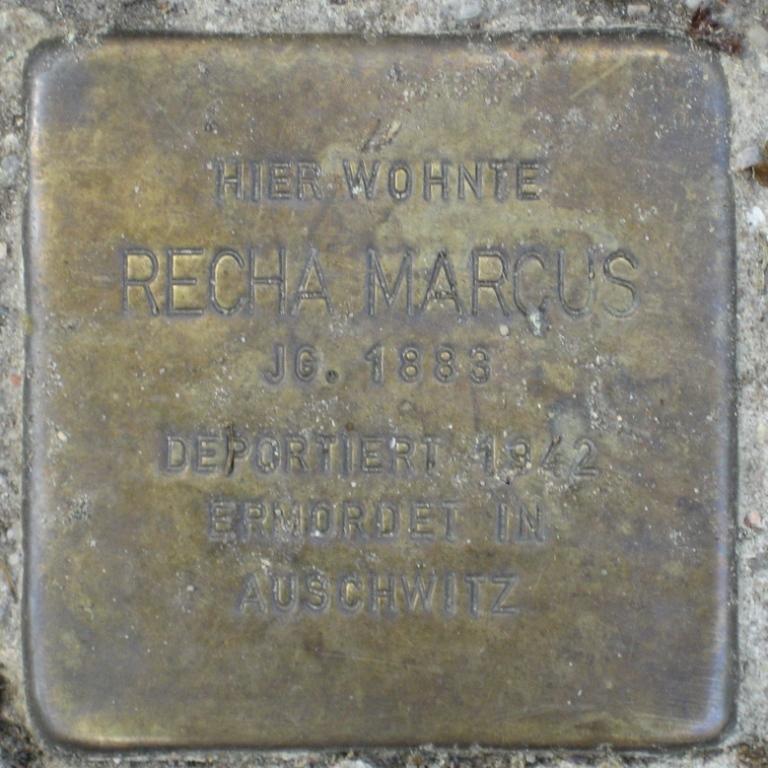 HIER WOHNTE
RECHA MARCUS
JG. 1883
DEPORTIERT 1942
ERMORDET IN
AUSCHWITZ